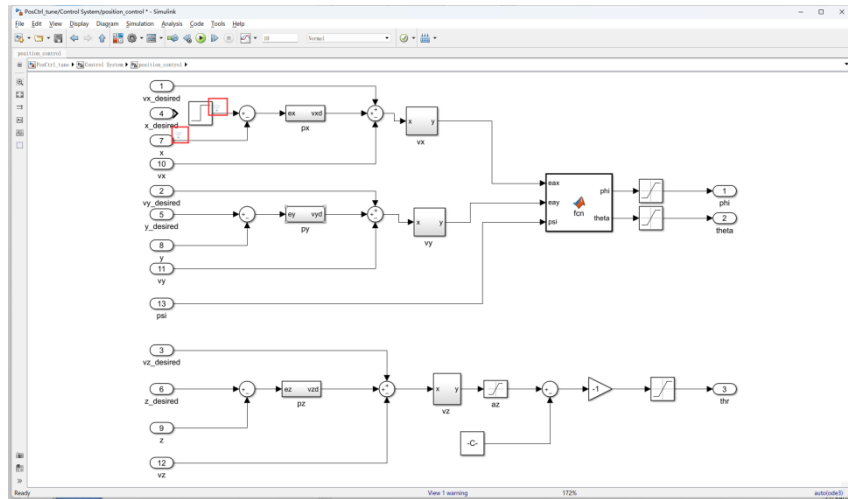 PosCtrl_tune/Control System/position_control * - Simulink
File Edit View Display Diagram Simulation Analysis Code Tools Help
10 Normal
position_control
PosCtrl_tune Control System position_control
1
vx_desired
4
x_desired
ex vxd
px
x y
vx
7
x
10
vx
2
vy_desired
5
y_desired
ey vyd
py
x y
vy
8
y
11
vy
13
psi
eax
eay
psi
fcn
phi
theta
1
phi
2
theta
3
vz_desired
6
z_desired
ez vzd
pz
x y
vz
az
-1
3
thr
9
z
-C-
12
vz
Ready View 1 warning 172% auto(ode3)